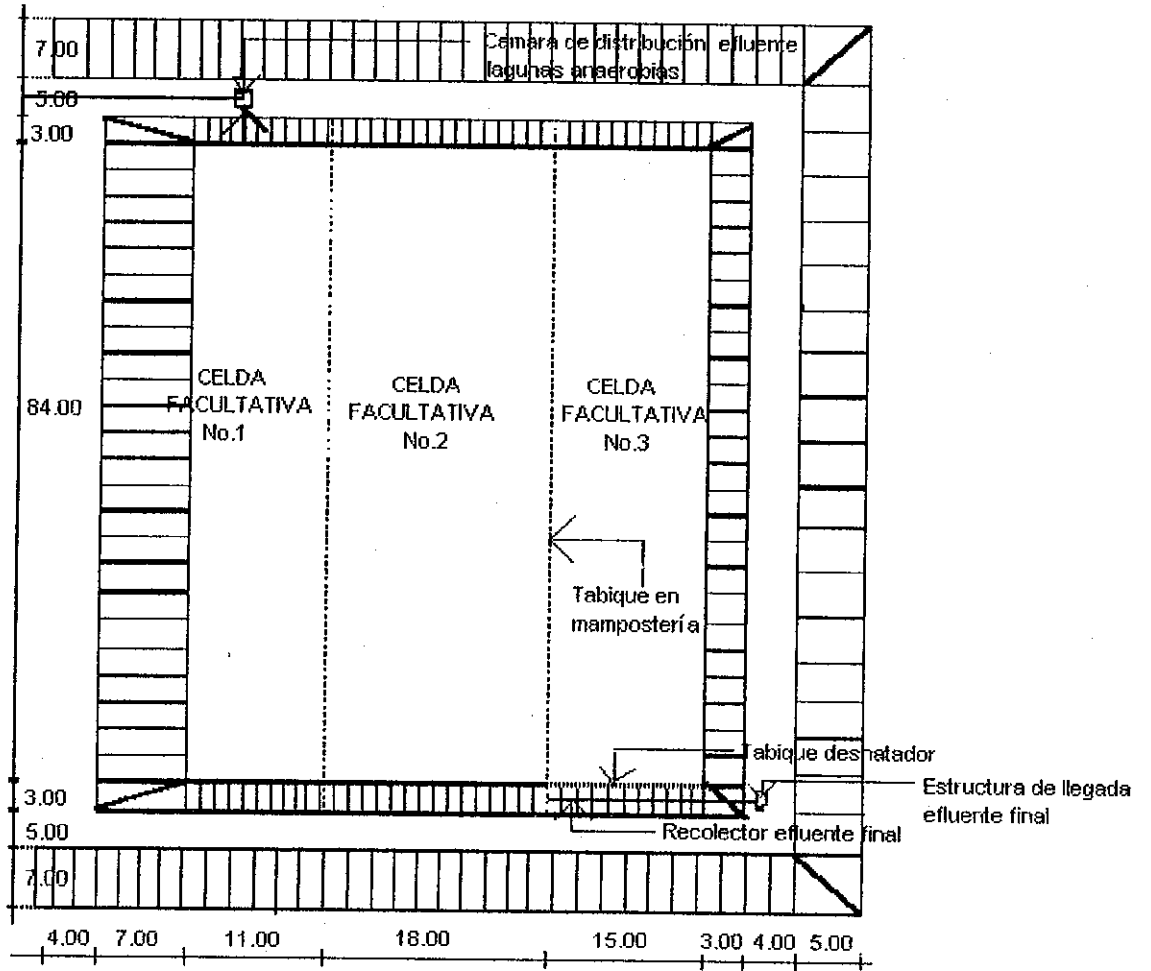 7.00
Camara de distribución efluente
lagunas anaerobias
5.00
3.00
84.00
CELDA
FACULTATIVA
No.1
CELDA
FACULTATIVA
No.2
CELDA
FACULTATIVA
No.3
Tabique en
mampostería
Tabique desnatador
Estructura de llegada
efluente final
3.00
Recolector efluente final
5.00
7.00
4.00 7.00 11.00 18.00 15.00 3.00 4.00 5.00